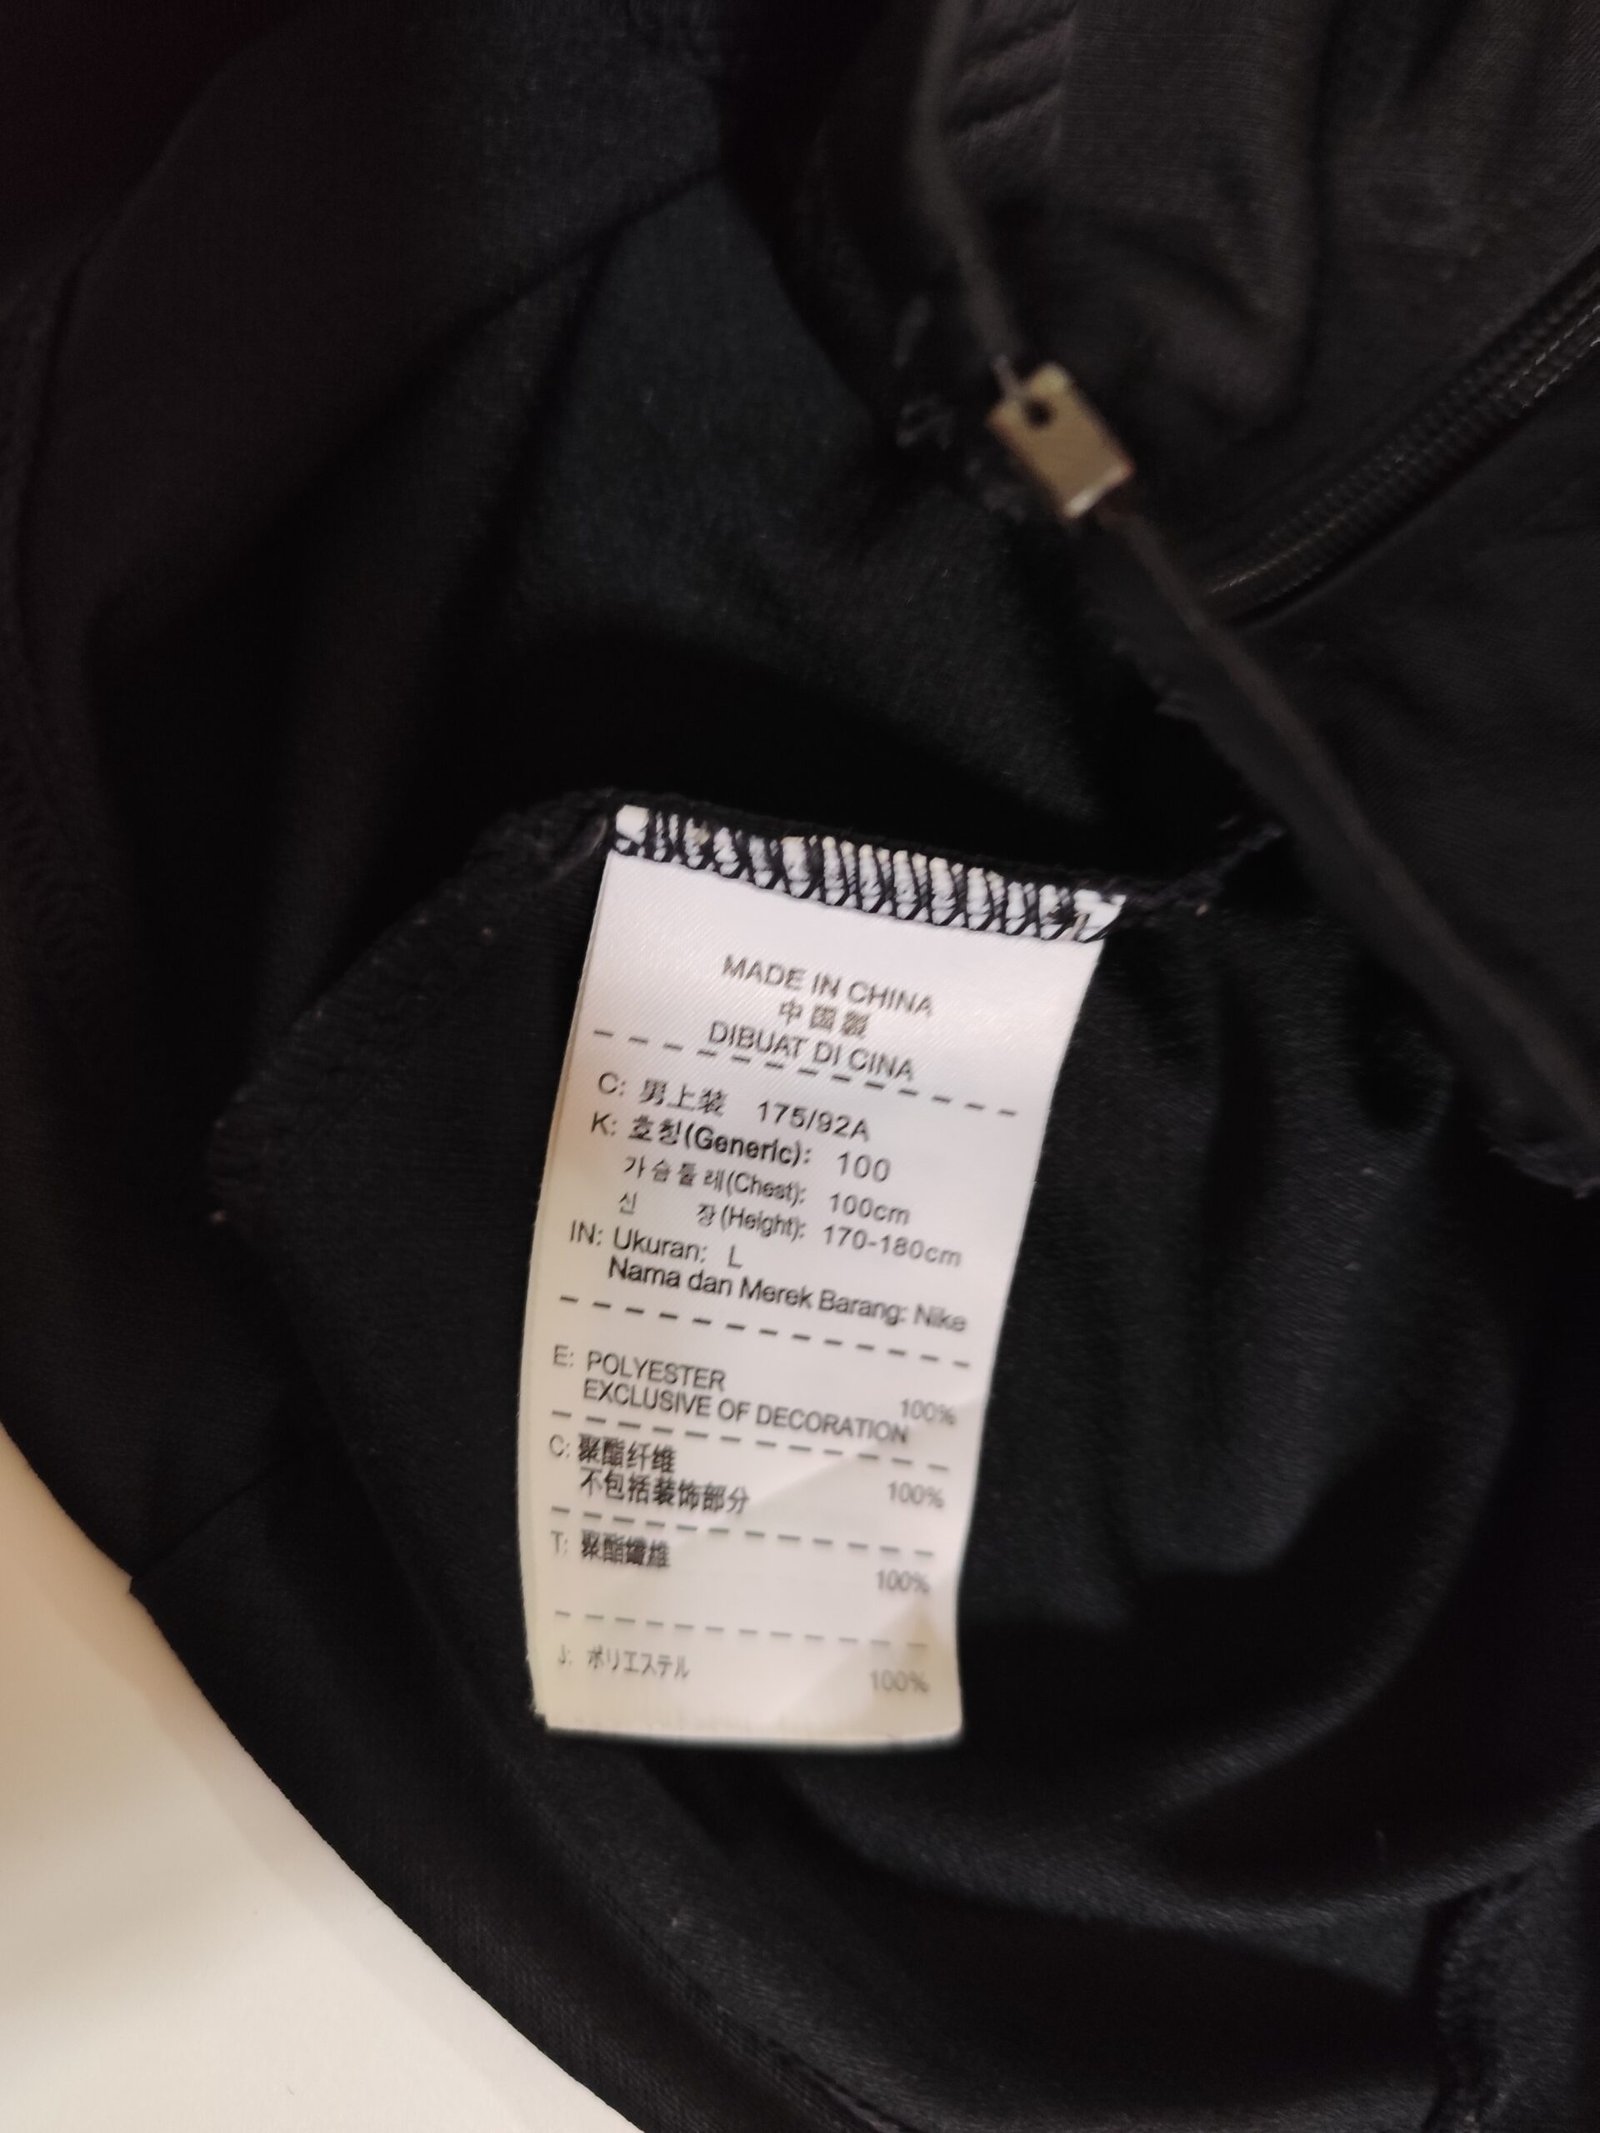 MADE IN CHINA
中国製
DIBUAT DI CINA
C: 男上装 175/92A
K: 호칭(Generic): 100
가슴둘레(Chest): 100cm
신 장(Height): 170-180cm
IN: Ukuran: L
Nama dan Merek Barang: Nike
E: POLYESTER 100%
EXCLUSIVE OF DECORATION
C: 聚酯纤维 100%
不包括装饰部分
T: 聚酯纖維 100%
J: ポリエステル 100%